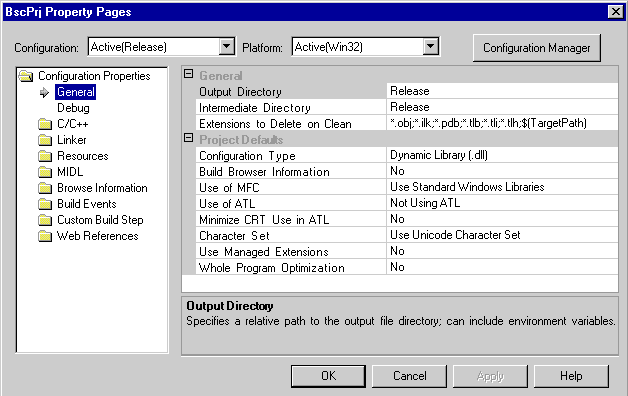 BscPrj Property Pages
Configuration: Active(Release) Platform: Active(Win32) Configuration Manager
Configuration Properties
General
Debug
C/C++
Linker
Resources
MIDL
Browse Information
Build Events
Custom Build Step
Web References
General
Output Directory Release
Intermediate Directory Release
Extensions to Delete on Clean *.obj;*.ilk;*.pdb;*.tlb;*.tli;*.tlh;$(TargetPath)
Project Defaults
Configuration Type Dynamic Library (.dll)
Build Browser Information No
Use of MFC Use Standard Windows Libraries
Use of ATL Not Using ATL
Minimize CRT Use in ATL No
Character Set Use Unicode Character Set
Use Managed Extensions No
Whole Program Optimization No
Output Directory
Specifies a relative path to the output file directory; can include environment variables.
OK Cancel Apply Help